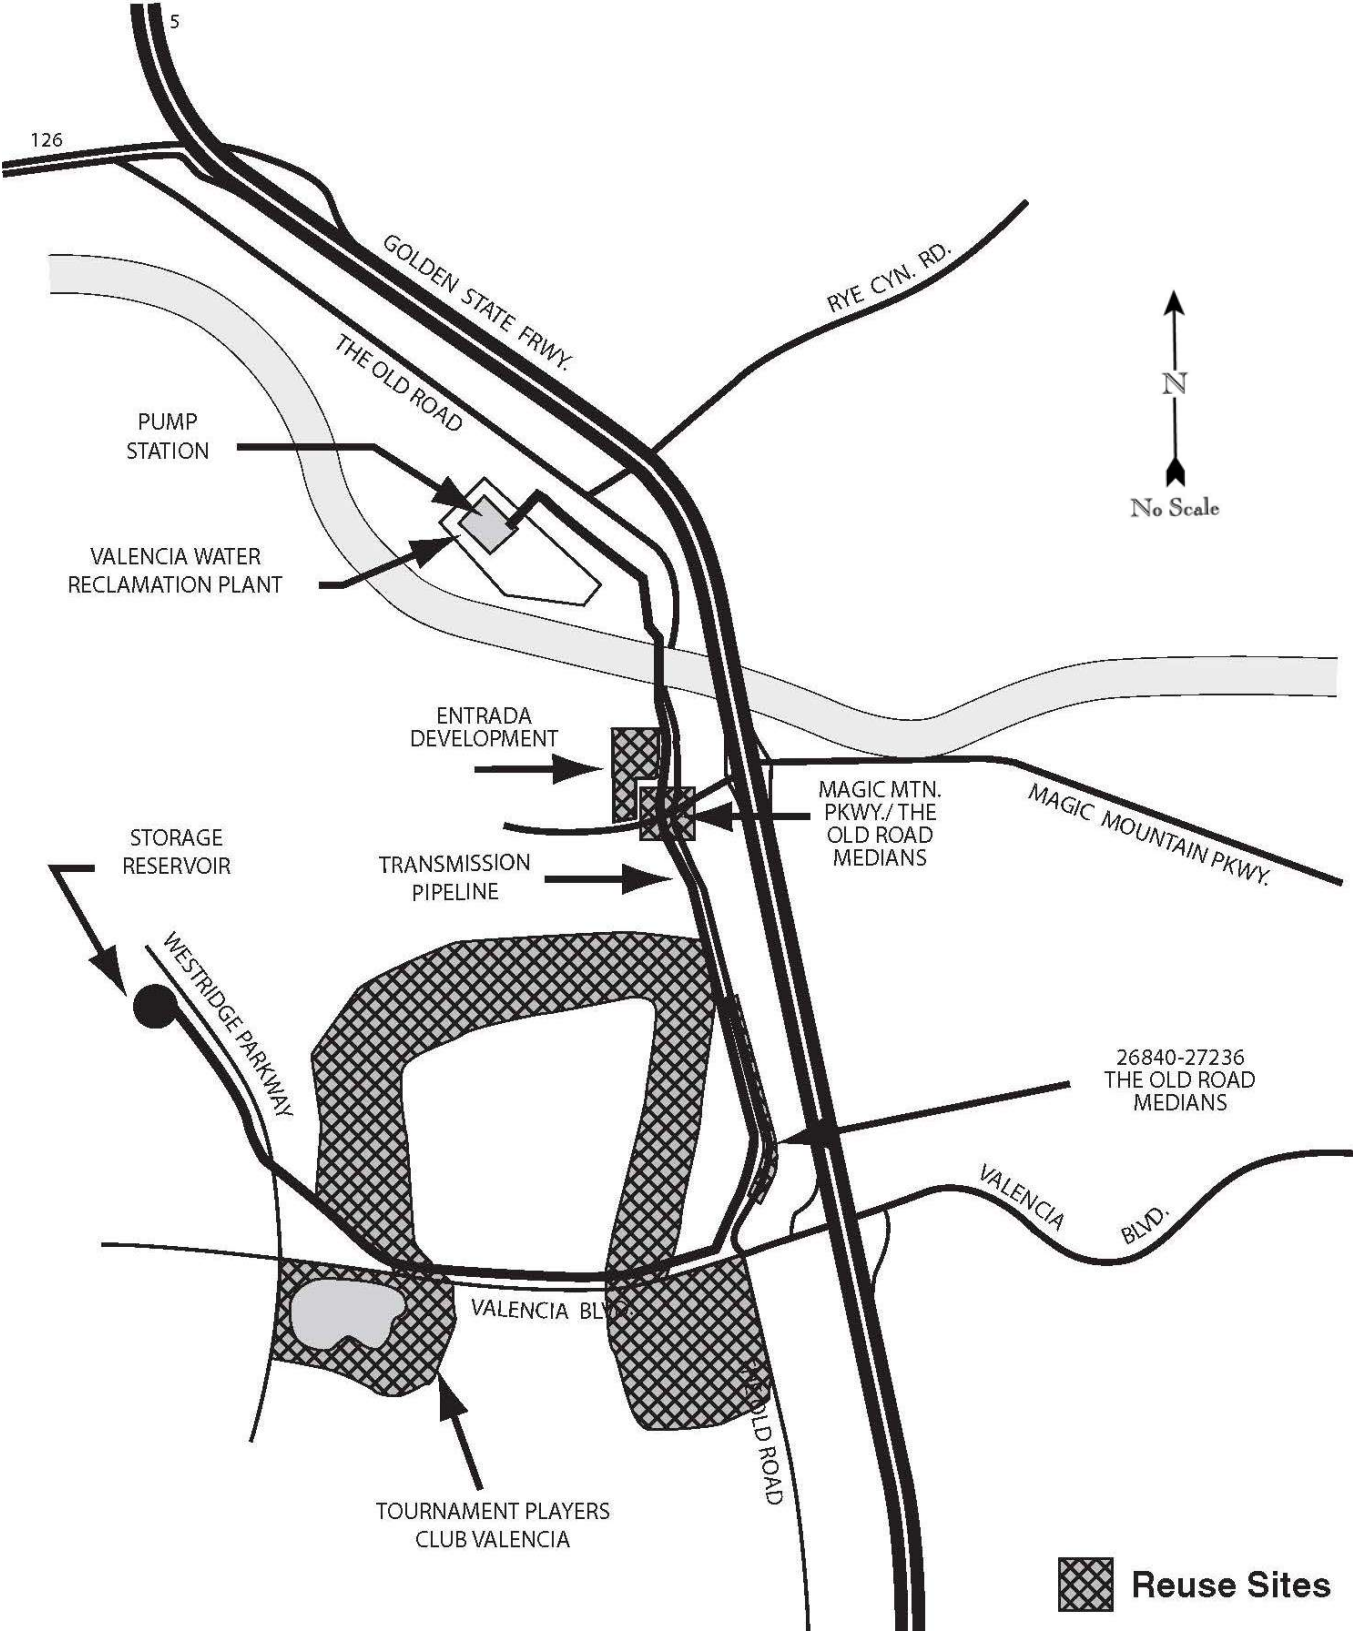 5
126
GOLDEN STATE FRWY.
RYE CYN. RD.
THE OLD ROAD
N
No Scale
PUMP
STATION
VALENCIA WATER
RECLAMATION PLANT
ENTRADA
DEVELOPMENT
MAGIC MTN.
PKWY./ THE
OLD ROAD
MEDIANS
MAGIC MOUNTAIN PKWY.
STORAGE
RESERVOIR
TRANSMISSION
PIPELINE
WESTRIDGE PARKWAY
26840-27236
THE OLD ROAD
MEDIANS
VALENCIA BLVD.
VALENCIA BLVD.
THE OLD ROAD
TOURNAMENT PLAYERS
CLUB VALENCIA
Reuse Sites